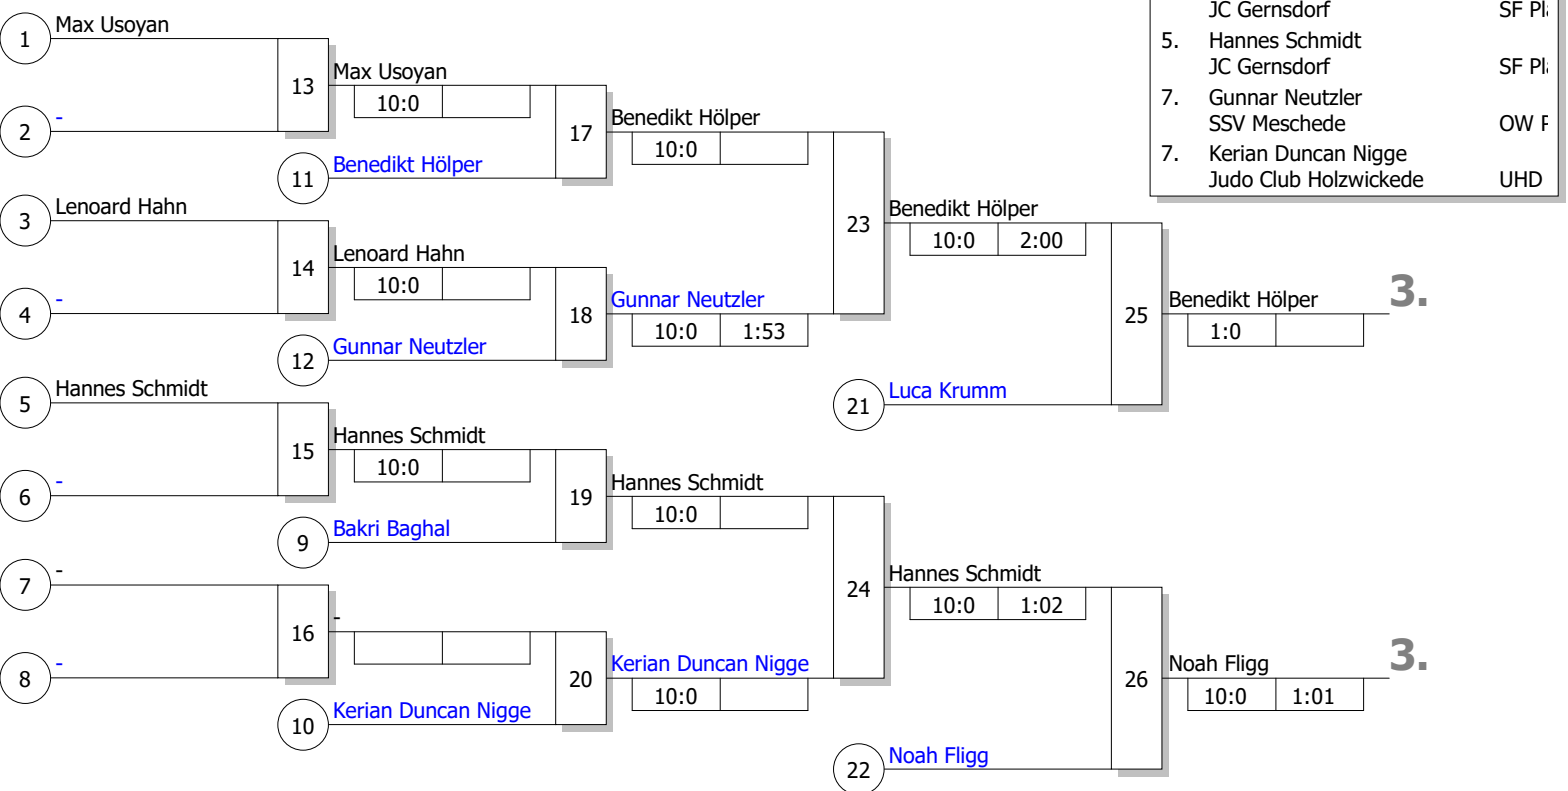 1 Max Usoyan
2 -
13 Max Usoyan
10:0
11 Benedikt Hölper
17 Benedikt Hölper
10:0
3 Lenoard Hahn
4 -
14 Lenoard Hahn
10:0
12 Gunnar Neutzler
18 Gunnar Neutzler
10:0 1:53
23 Benedikt Hölper
10:0 2:00
21 Luca Krumm
25 Benedikt Hölper 3.
1:0
5 Hannes Schmidt
6 -
15 Hannes Schmidt
10:0
9 Bakri Baghal
19 Hannes Schmidt
10:0
7 -
8 -
16 -
10 Kerian Duncan Nigge
20 Kerian Duncan Nigge
10:0
24 Hannes Schmidt
10:0 1:02
22 Noah Fligg
26 Noah Fligg 3.
10:0 1:01
JC Gernsdorf SF
5. Hannes Schmidt
JC Gernsdorf SF
7. Gunnar Neutzler
SSV Meschede OW
7. Kerian Duncan Nigge
Judo Club Holzwickede UHD